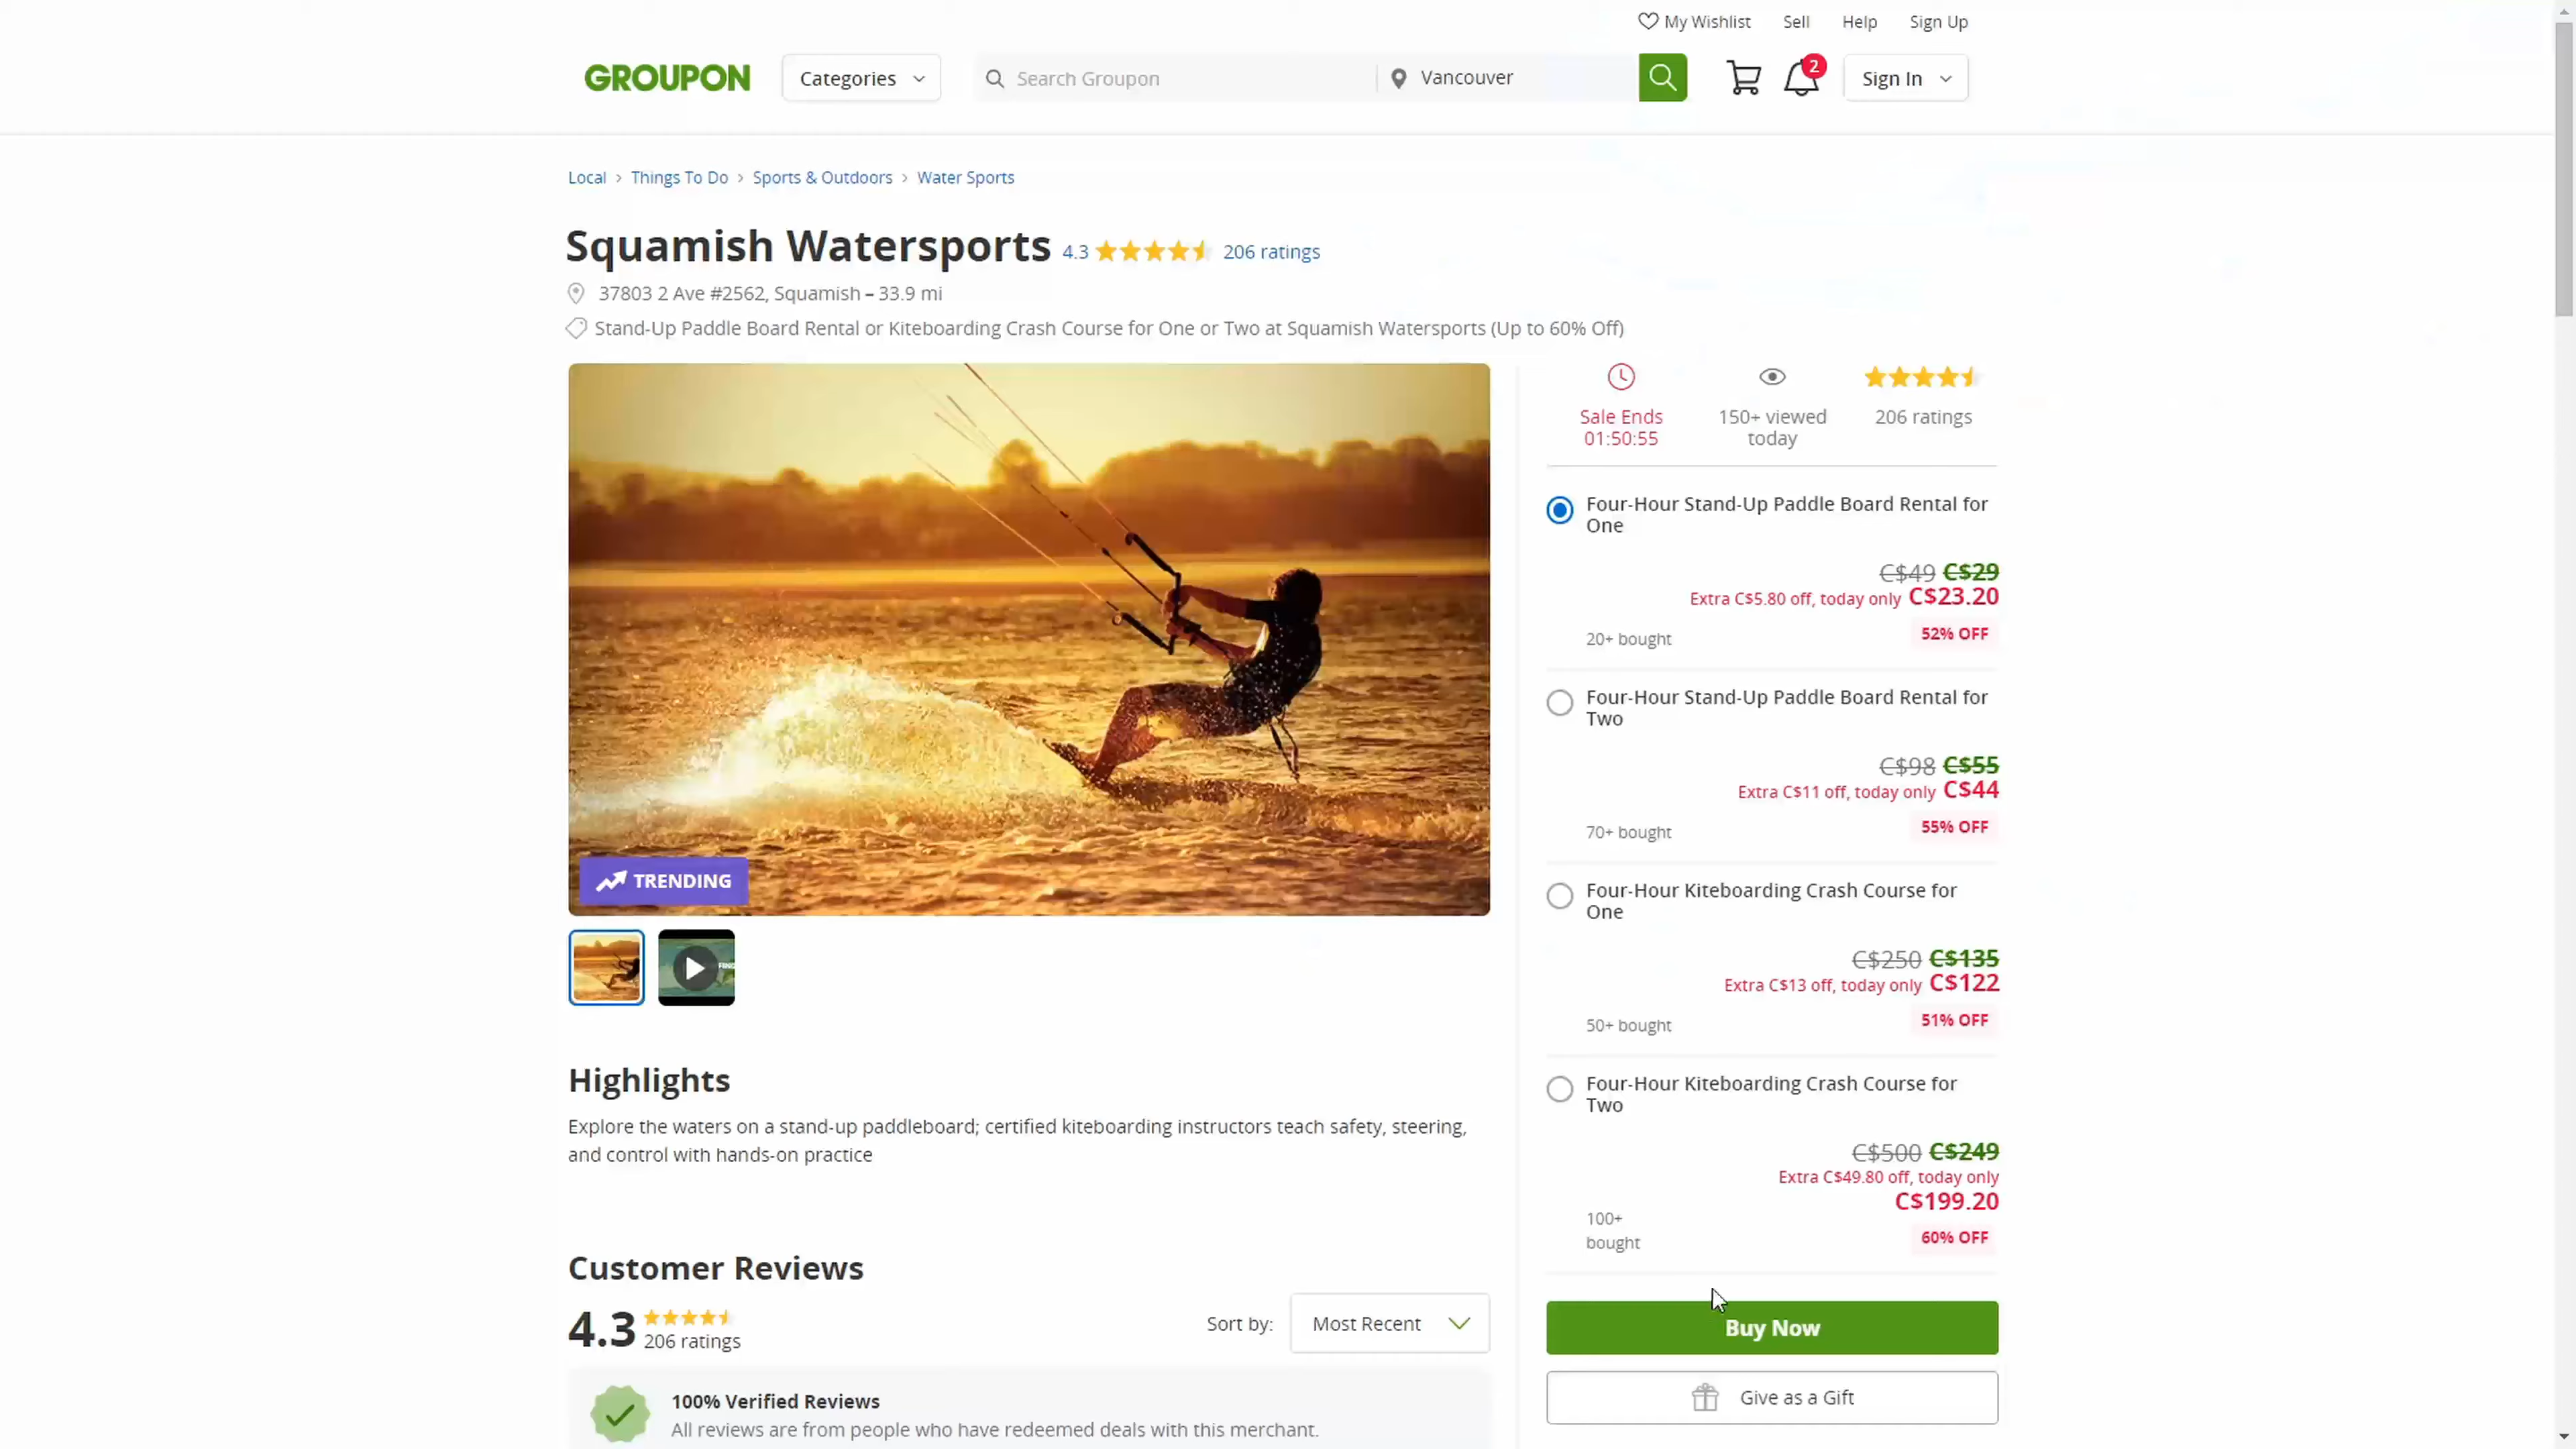 My Wishlist Sell Help Sign Up
GROUPON Categories Search Groupon Vancouver 2 Sign In
Local › Things To Do › Sports & Outdoors › Water Sports
Squamish Watersports 4.3 206 ratings
37803 2 Ave #2562, Squamish – 33.9 mi
Stand-Up Paddle Board Rental or Kiteboarding Crash Course for One or Two at Squamish Watersports (Up to 60% Off)
TRENDING
Highlights
Explore the waters on a stand-up paddleboard; certified kiteboarding instructors teach safety, steering,
and control with hands-on practice
Customer Reviews
4.3
206 ratings
Sort by: Most Recent
100% Verified Reviews
All reviews are from people who have redeemed deals with this merchant.
Sale Ends
01:50:55
150+ viewed
today
206 ratings
Four-Hour Stand-Up Paddle Board Rental for
One
C$49 C$29
Extra C$5.80 off, today only C$23.20
20+ bought 52% OFF
Four-Hour Stand-Up Paddle Board Rental for
Two
C$98 C$55
Extra C$11 off, today only C$44
70+ bought 55% OFF
Four-Hour Kiteboarding Crash Course for
One
C$250 C$135
Extra C$13 off, today only C$122
50+ bought 51% OFF
Four-Hour Kiteboarding Crash Course for
Two
C$500 C$249
Extra C$49.80 off, today only
C$199.20
100+
bought
60% OFF
Buy Now
Give as a Gift